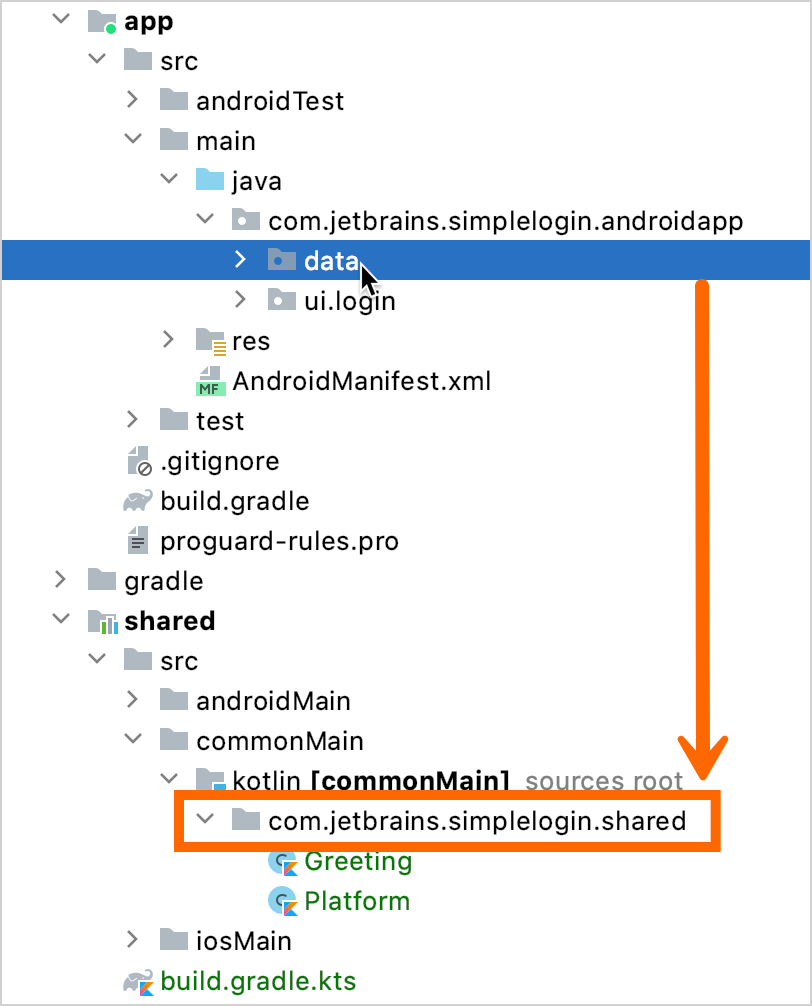 app
src
androidTest
main
java
com.jetbrains.simplelogin.androidapp
data
ui.login
res
MF AndroidManifest.xml
test
.gitignore
build.gradle
proguard-rules.pro
gradle
shared
src
androidMain
commonMain
kotlin [commonMain] sources root
com.jetbrains.simplelogin.shared
C Greeting
C Platform
iosMain
build.gradle.kts